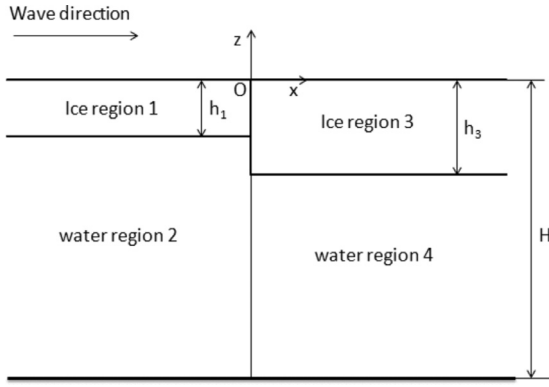 Wave direction
z
O
x
Ice region 1
h1
Ice region 3
h3
H
water region 2
water region 4